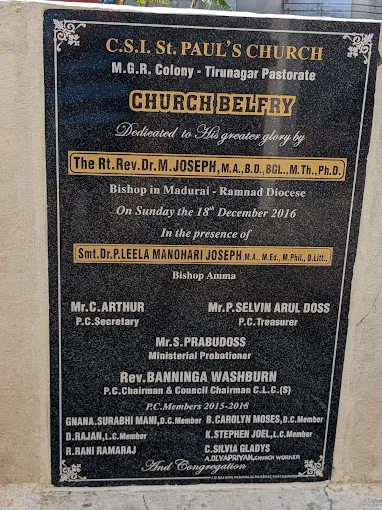 C.S.I. St. PAUL'S CHURCH
M.G.R. Colony - Tirunagar Pastorate
CHURCH BELFRY
Dedicated to His greater glory by
The Rt.Rev.Dr.M.JOSEPH, M.A.,B.D.,BGL.,M.Th.,Ph.D.
Bishop in Madurai - Ramnad Diocese
On Sunday the 18th December 2016
In the presence of
Smt.Dr.P.LEELA MANOHARI JOSEPH M.A., M.Ed., M.Phil., D.Litt.,
Bishop Amma
Mr.C.ARTHUR Mr.P.SELVIN ARUL DOSS
P.C.Secretary P.C.Treasurer
Mr.S.PRABUDOSS
Ministerial Probationer
Rev.BANNINGA WASHBURN
P.C.Chairman & Council Chairman C.L.C.(S)
P.C.Members 2015-2018
GNANA.SURABHI MANI, D.C.Member B.CAROLYN MOSES, D.C.Member
D.RAJAN, L.C.Member K.STEPHEN JOEL, L.C.Member
R.RANI RAMARAJ C.SILVIA GLADYS
A.DEVAPRIYAN, CHURCH WORKER
And Congregation